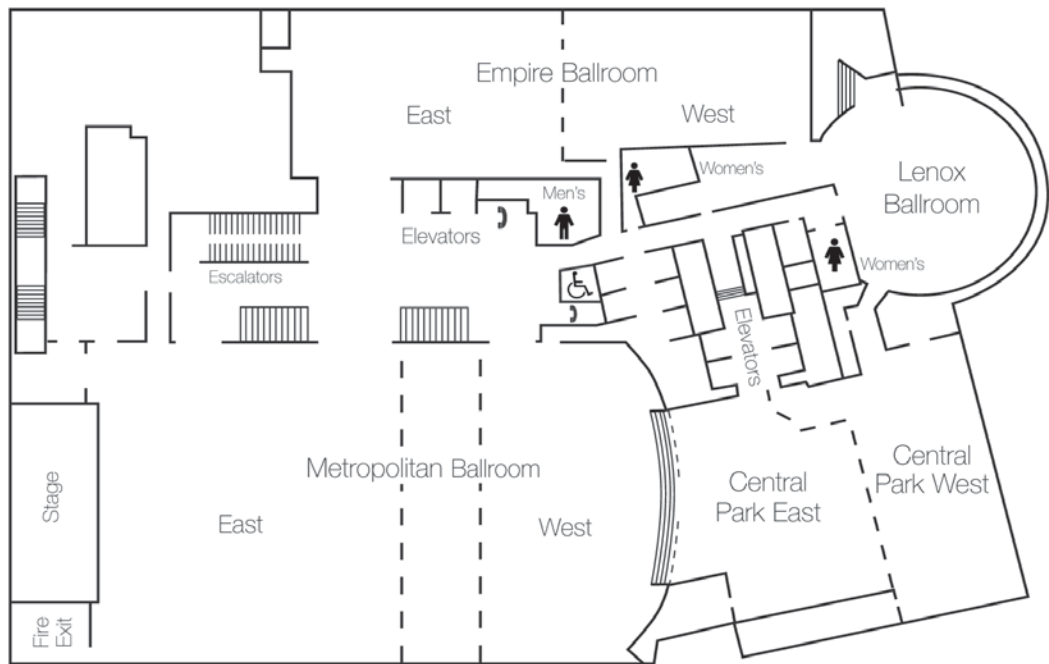 Empire Ballroom
East
West
Women's
Lenox
Ballroom
Men's
Elevators
Women's
Escalators
Elevators
Metropolitan Ballroom
East
West
Stage
Central
Park East
Central
Park West
Fire
Exit